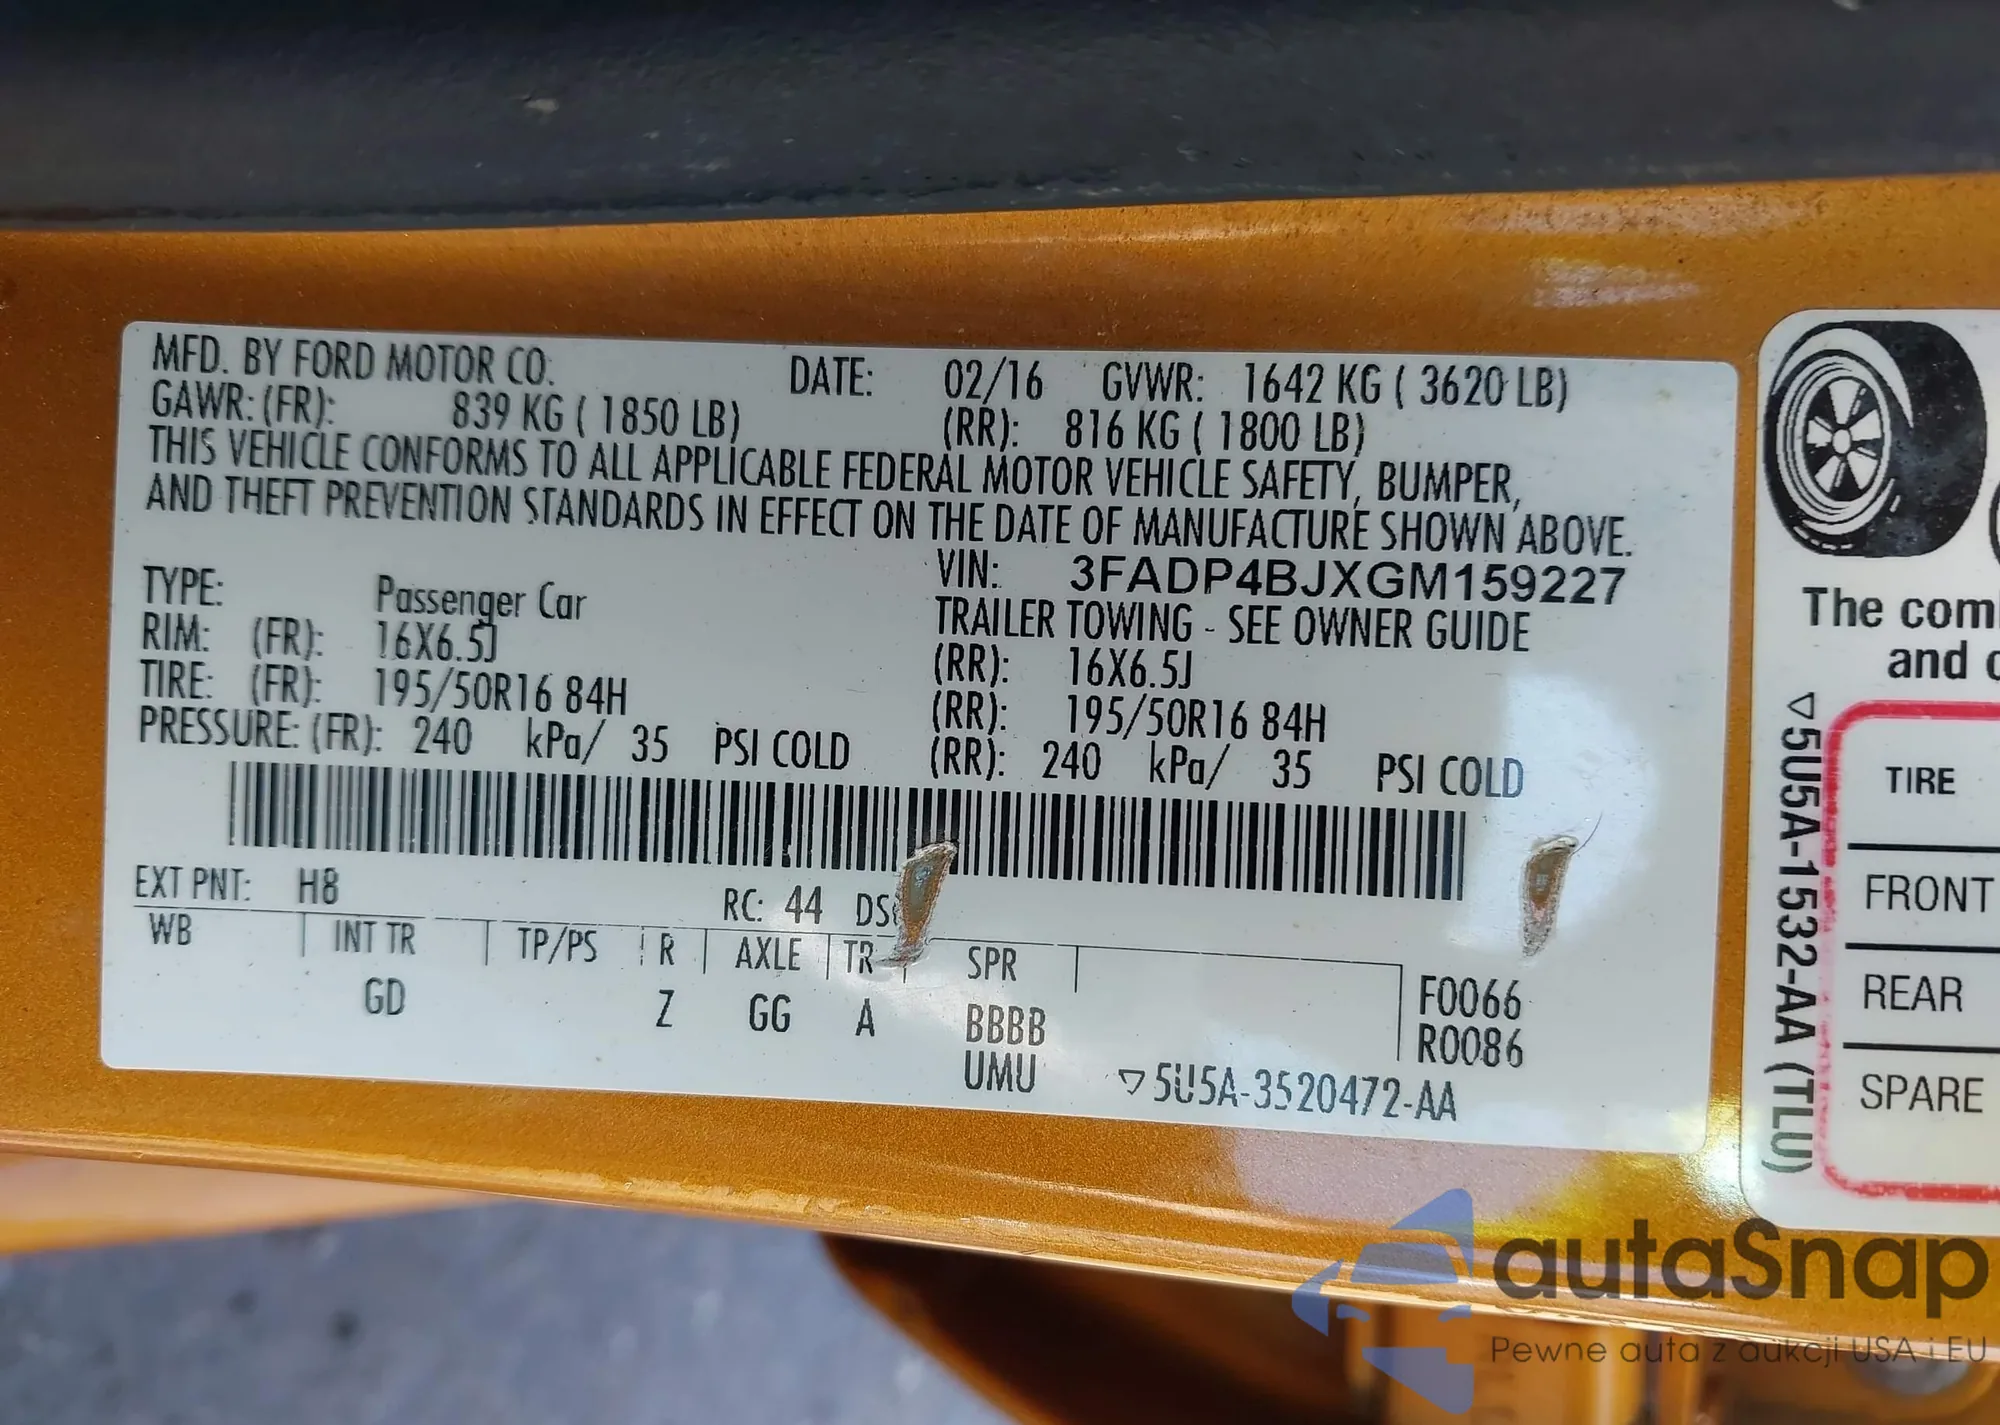 MFD. BY FORD MOTOR CO. DATE: 02/16 GVWR: 1642 KG ( 3620 LB)
GAWR: (FR): 839 KG ( 1850 LB) (RR): 816 KG ( 1800 LB)
THIS VEHICLE CONFORMS TO ALL APPLICABLE FEDERAL MOTOR VEHICLE SAFETY, BUMPER,
AND THEFT PREVENTION STANDARDS IN EFFECT ON THE DATE OF MANUFACTURE SHOWN ABOVE.
VIN: 3FADP4BJXGM159227
TYPE: Passenger Car TRAILER TOWING - SEE OWNER GUIDE
RIM: (FR): 16X6.5J (RR): 16X6.5J
TIRE: (FR): 195/50R16 84H (RR): 195/50R16 84H
PRESSURE: (FR): 240 kPa/ 35 PSI COLD (RR): 240 kPa/ 35 PSI COLD
EXT PNT: H8 RC: 44
WB INT TR TP/PS R AXLE TR SPR
GD Z GG A BBBB F0066
UMU R0086
▽5U5A-3520472-AA
The
and
▽5U5A-1532-AA (TLU)
TIRE
FRONT
REAR
SPARE
autaSnap
Pewne auta z aukcji USA i EU